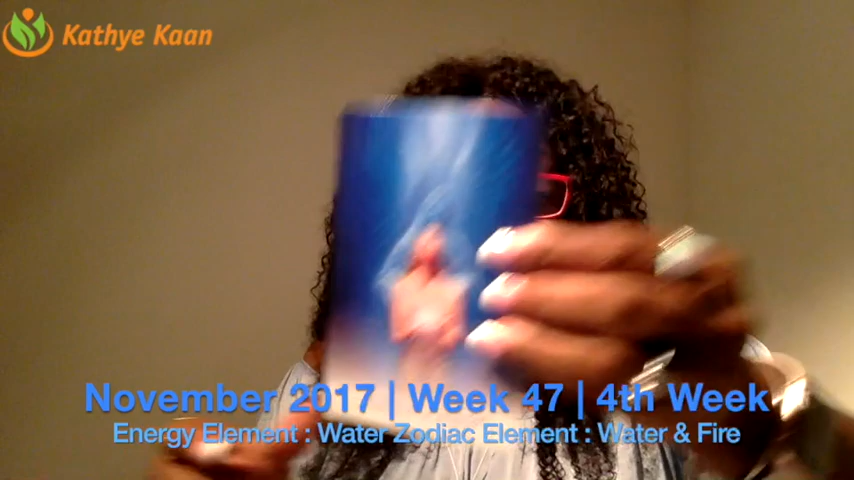 Kathye Kaan
November 2017 | Week 47 | 4th Week
Energy Element : Water Zodiac Element : Water & Fire